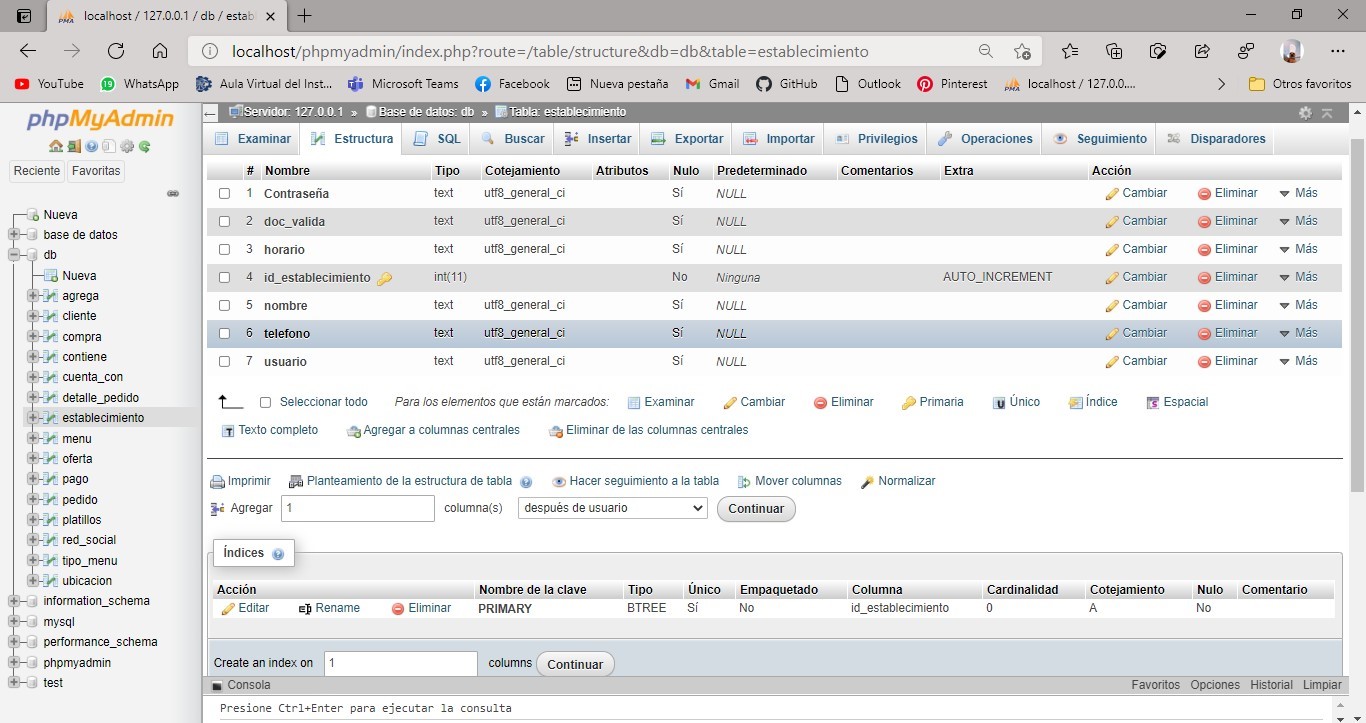 localhost / 127.0.0.1 / db / estab
localhost/phpmyadmin/index.php?route=/table/structure&db=db&table=establecimiento
YouTube WhatsApp Aula Virtual del Inst... Microsoft Teams Facebook Nueva pestaña Gmail GitHub Outlook Pinterest localhost / 127.0.0.... Otros favoritos
phpMyAdmin
Reciente Favoritas
Nueva
base de datos
db
Nueva
agrega
cliente
compra
contiene
cuenta_con
detalle_pedido
establecimiento
menu
oferta
pago
pedido
platillos
red_social
tipo_menu
ubicacion
information_schema
mysql
performance_schema
phpmyadmin
test
Servidor: 127.0.0.1 » Base de datos: db » Tabla: establecimiento
Examinar Estructura SQL Buscar Insertar Exportar Importar Privilegios Operaciones Seguimiento Disparadores
# Nombre Tipo Cotejamiento Atributos Nulo Predeterminado Comentarios Extra Acción
1 Contraseña text utf8_general_ci Sí NULL Cambiar Eliminar Más
2 doc_valida text utf8_general_ci Sí NULL Cambiar Eliminar Más
3 horario text utf8_general_ci Sí NULL Cambiar Eliminar Más
4 id_establecimiento int(11) No Ninguna AUTO_INCREMENT Cambiar Eliminar Más
5 nombre text utf8_general_ci Sí NULL Cambiar Eliminar Más
6 telefono text utf8_general_ci Sí NULL Cambiar Eliminar Más
7 usuario text utf8_general_ci Sí NULL Cambiar Eliminar Más
Seleccionar todo Para los elementos que están marcados: Examinar Cambiar Eliminar Primaria Único Índice Espacial
Texto completo Agregar a columnas centrales Eliminar de las columnas centrales
Imprimir Planteamiento de la estructura de tabla Hacer seguimiento a la tabla Mover columnas Normalizar
Agregar 1 columna(s) después de usuario Continuar
Índices
Acción Nombre de la clave Tipo Único Empaquetado Columna Cardinalidad Cotejamiento Nulo Comentario
Editar Rename Eliminar PRIMARY BTREE Sí No id_establecimiento 0 A No
Create an index on 1 columns Continuar
Consola Favoritos Opciones Historial Limpiar
Presione Ctrl+Enter para ejecutar la consulta